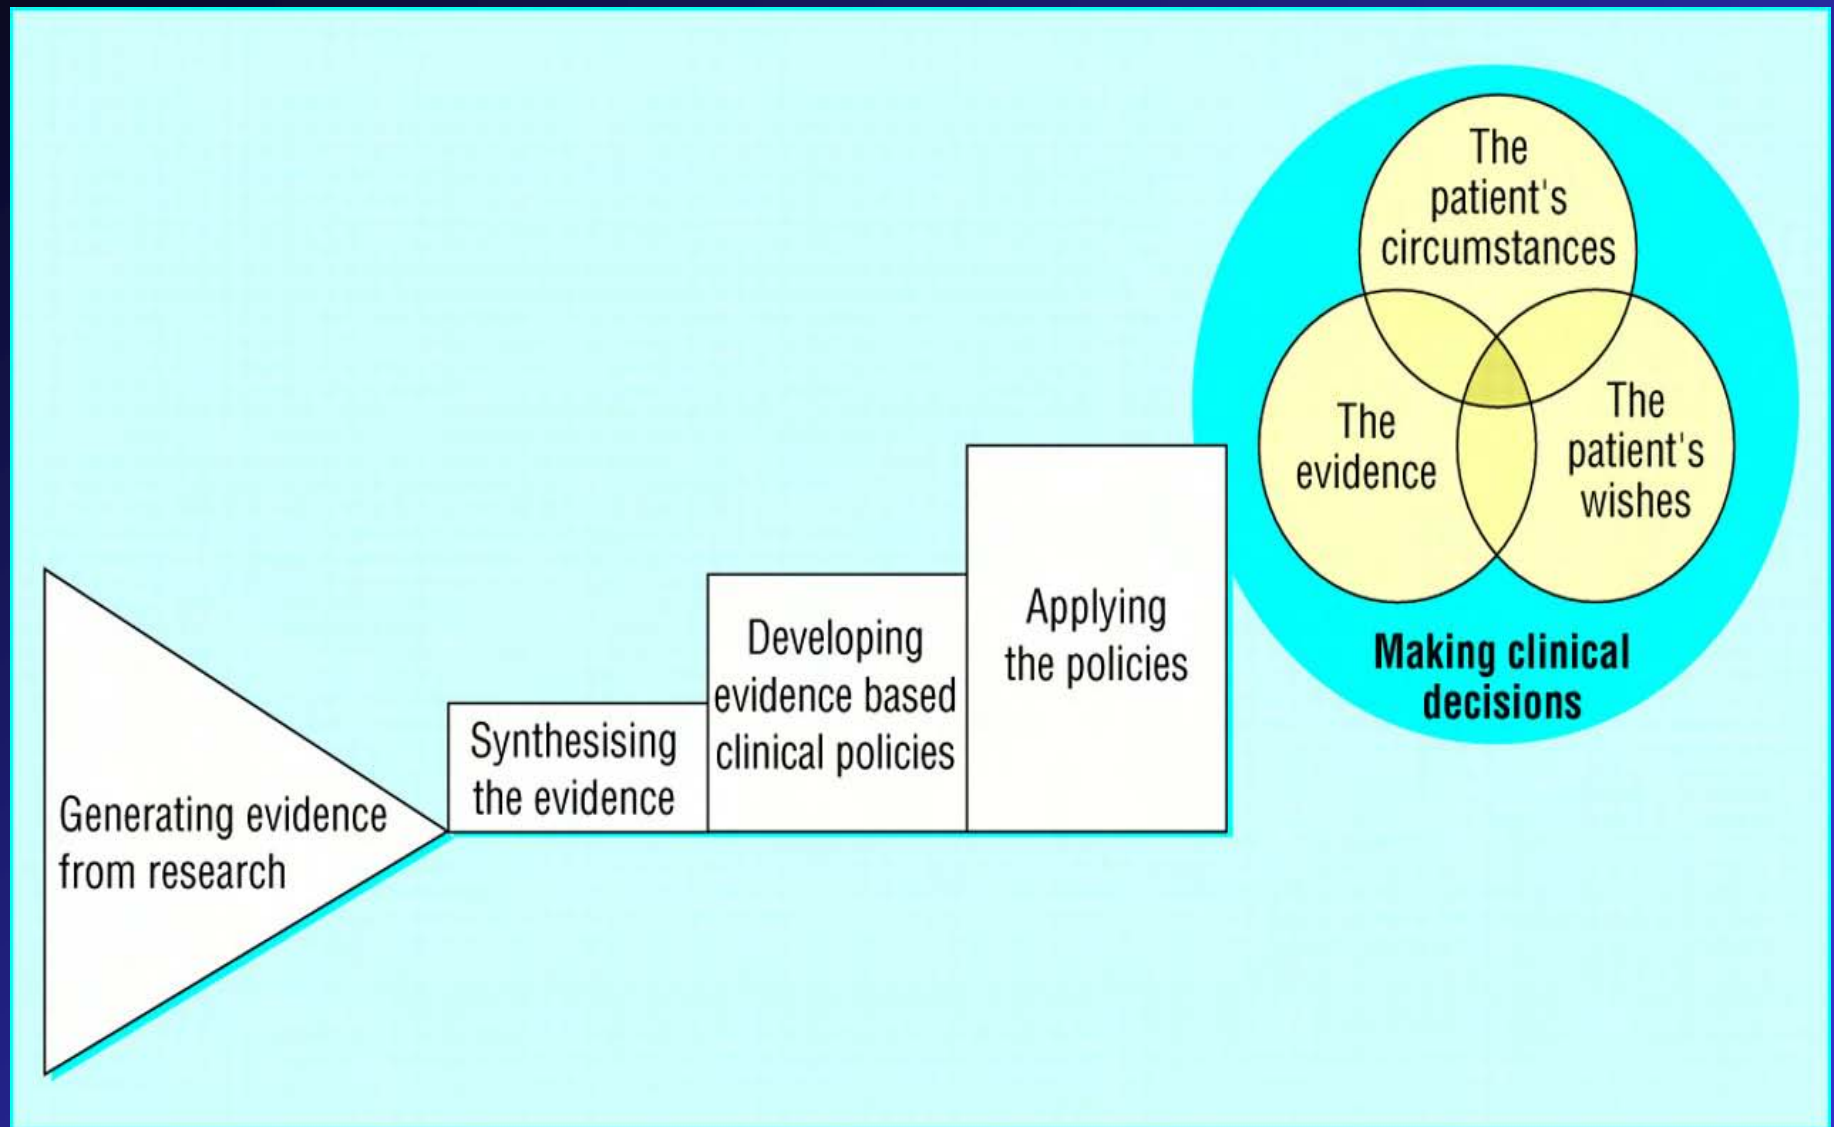 Generating evidence
from research
Synthesising
the evidence
Developing
evidence based
clinical policies
Applying
the policies
The
patient's
circumstances
The
evidence
The
patient's
wishes
Making clinical
decisions